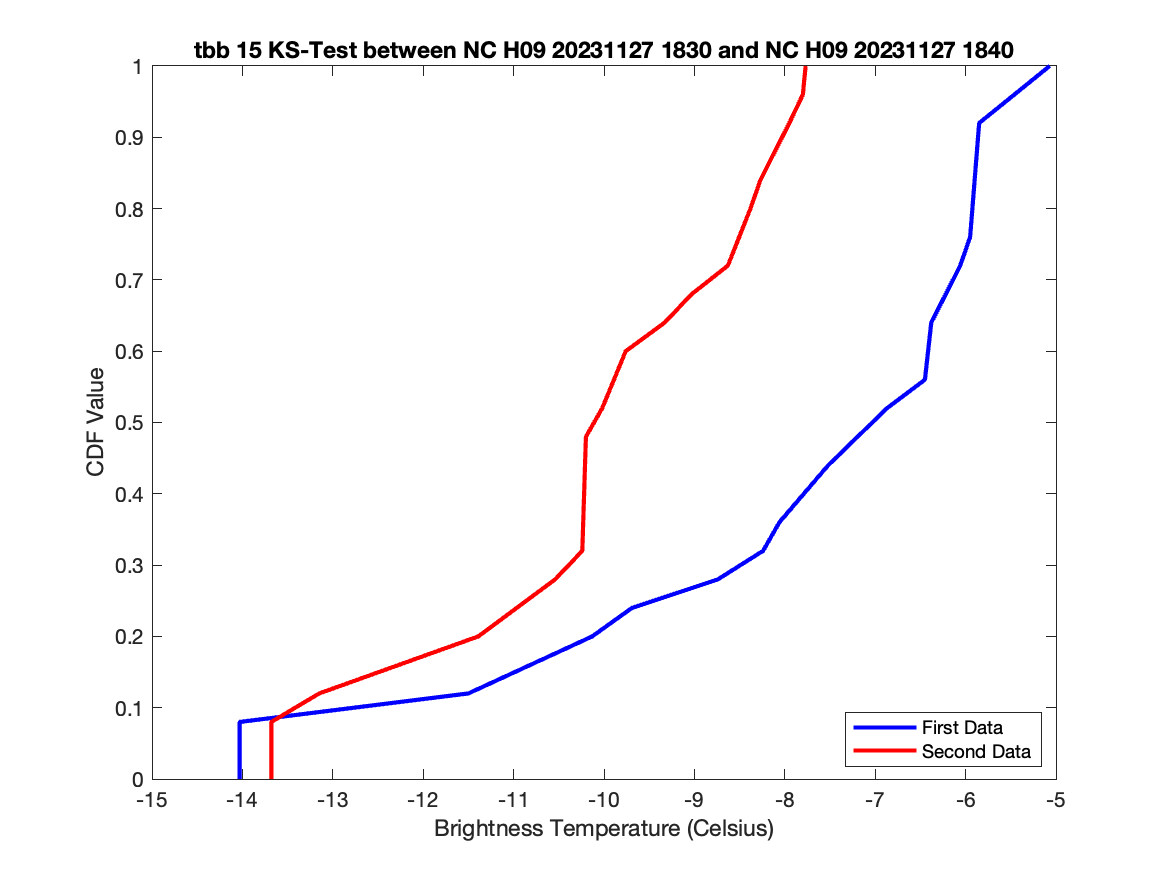 tbb 15 KS-Test between NC H09 20231127 1830 and NC H09 20231127 1840
1
0.9
0.8
0.7
0.6
0.5
0.4
0.3
0.2
0.1
0
CDF Value
First Data
Second Data
-15 -14 -13 -12 -11 -10 -9 -8 -7 -6 -5
Brightness Temperature (Celsius)